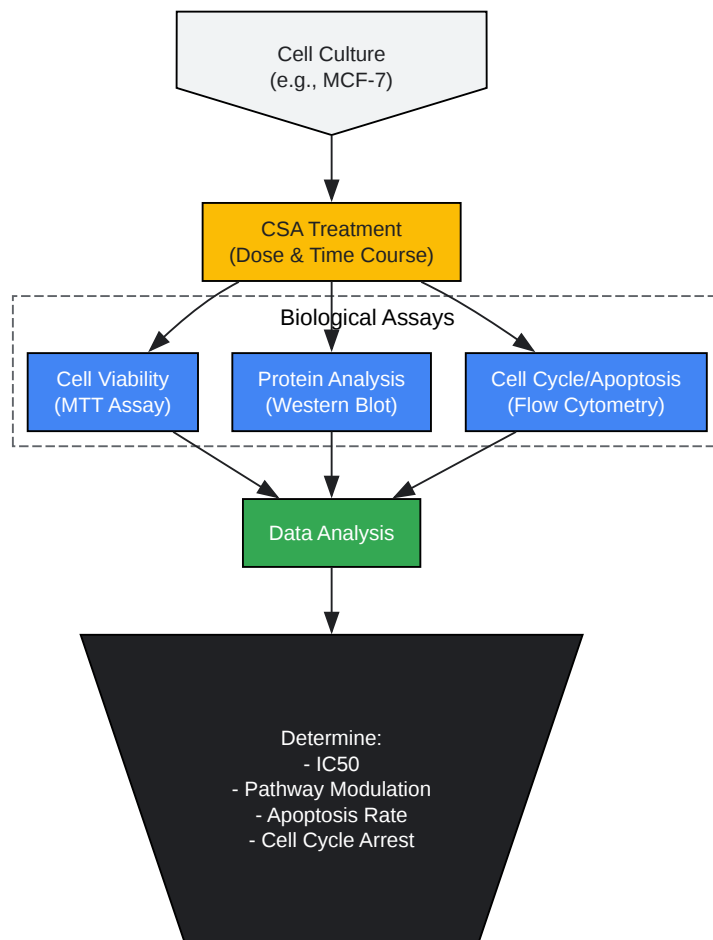 Cell Culture
(e.g., MCF-7)
CSA Treatment
(Dose & Time Course)
Biological Assays
Cell Viability
(MTT Assay)
Protein Analysis
(Western Blot)
Cell Cycle/Apoptosis
(Flow Cytometry)
Data Analysis
Determine:
- IC50
- Pathway Modulation
- Apoptosis Rate
- Cell Cycle Arrest